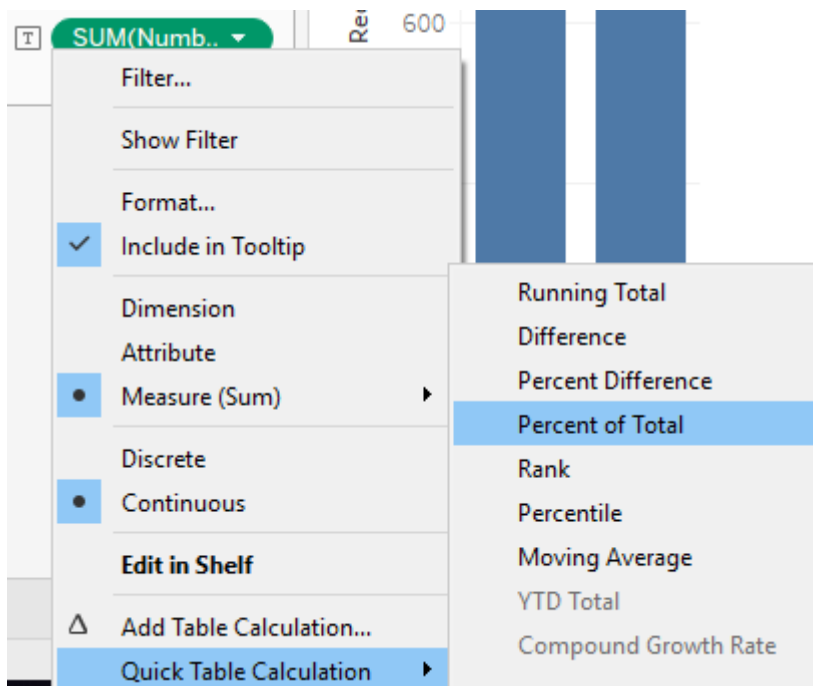 T
SUM(Numb..
600
Filter...
Show Filter
Format...
Include in Tooltip
Dimension
Attribute
Measure (Sum)
Discrete
Continuous
Edit in Shelf
Add Table Calculation...
Quick Table Calculation
Running Total
Difference
Percent Difference
Percent of Total
Rank
Percentile
Moving Average
YTD Total
Compound Growth Rate